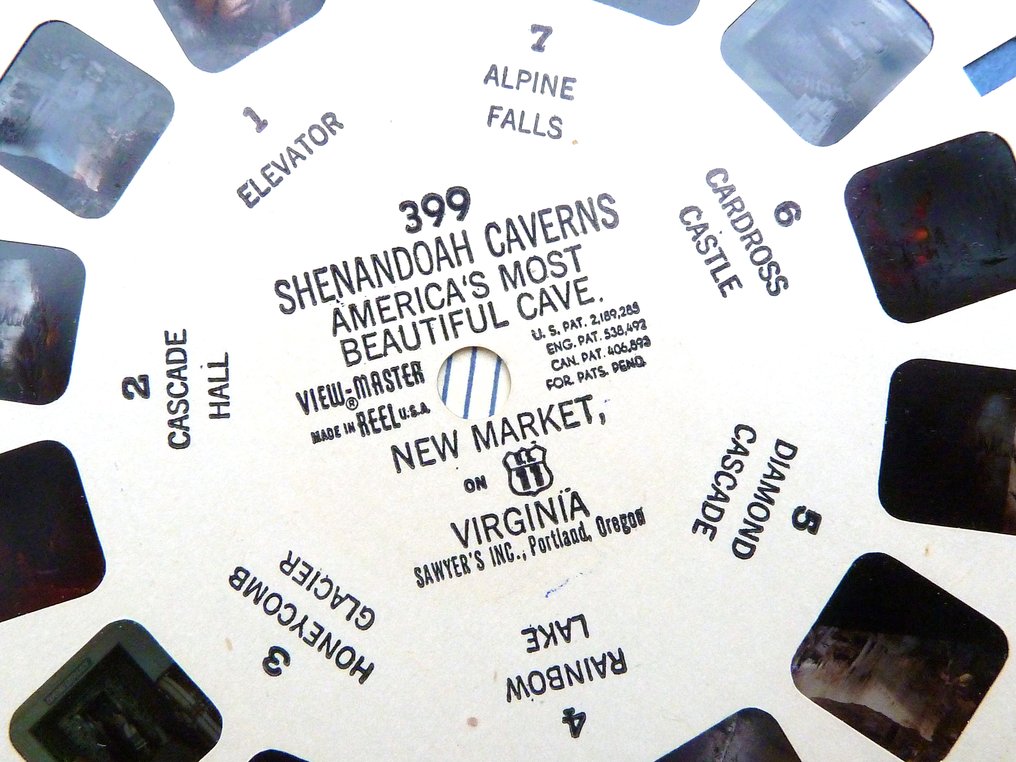 399
SHENANDOAH CAVERNS
AMERICA'S MOST
BEAUTIFUL CAVE.
U.S. PAT. 2,189,285
ENG. PAT. 538,493
CAN. PAT. 406,893
FOR. PATS. PEND.
VIEW-MASTER ®
MADE IN REEL U.S.A.
NEW MARKET,
ON U.S. 11
VIRGINIA
SAWYER'S INC., Portland, Oregon
1
ELEVATOR
2
CASCADE
HALL
3
HONEYCOMB
GLACIER
4
RAINBOW
LAKE
5
DIAMOND
CASCADE
6
CARDROSS
CASTLE
7
ALPINE
FALLS